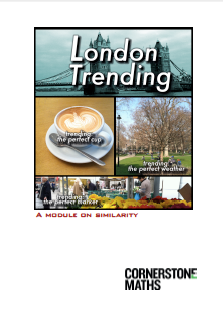 London
Trending
trending:
the perfect cup
trending:
the perfect weather
trending:
the perfect market
A MODULE ON SIMILARITY
CORNERSTONE
MATHS